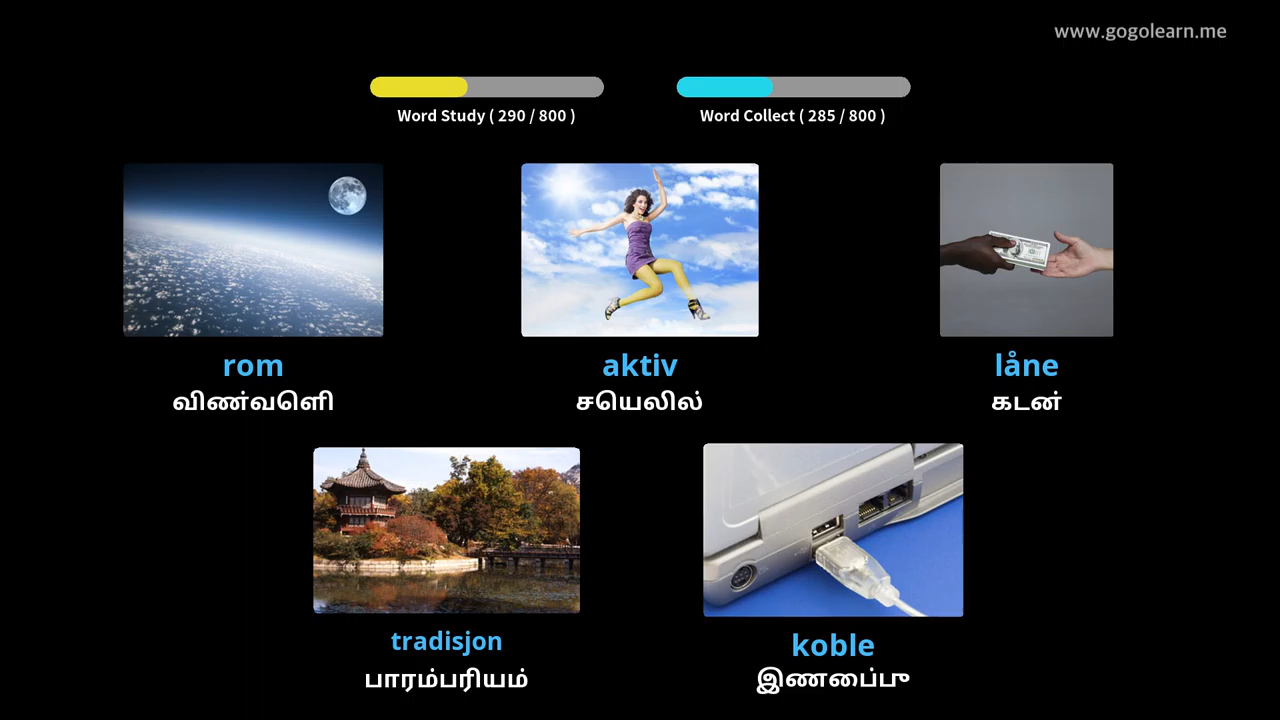 www.gogolearn.me
Word Study ( 290 / 800 )
Word Collect ( 285 / 800 )
rom
விண்வெளி
aktiv
செயலில்
låne
கடன்
tradisjon
பாரம்பரியம்
koble
இணைப்பு